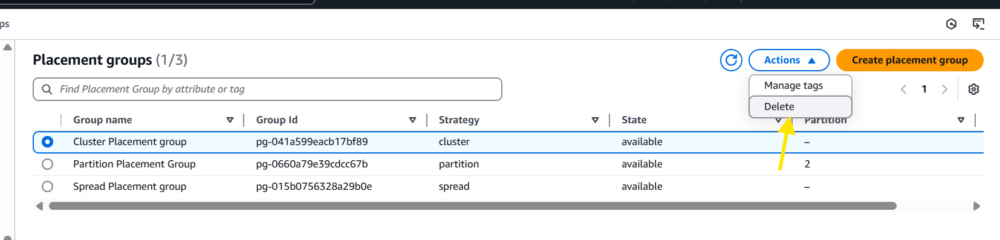 ps
Placement groups (1/3)
Actions
Create placement group
Find Placement Group by attribute or tag
Manage tags
1
Delete
Group name
Group Id
Strategy
State
Partition
Cluster Placement group
pg-041a599eacb17bf89
cluster
available
–
Partition Placement Group
pg-0660a79e39cdcc67b
partition
available
2
Spread Placement group
pg-015b0756328a29b0e
spread
available
–